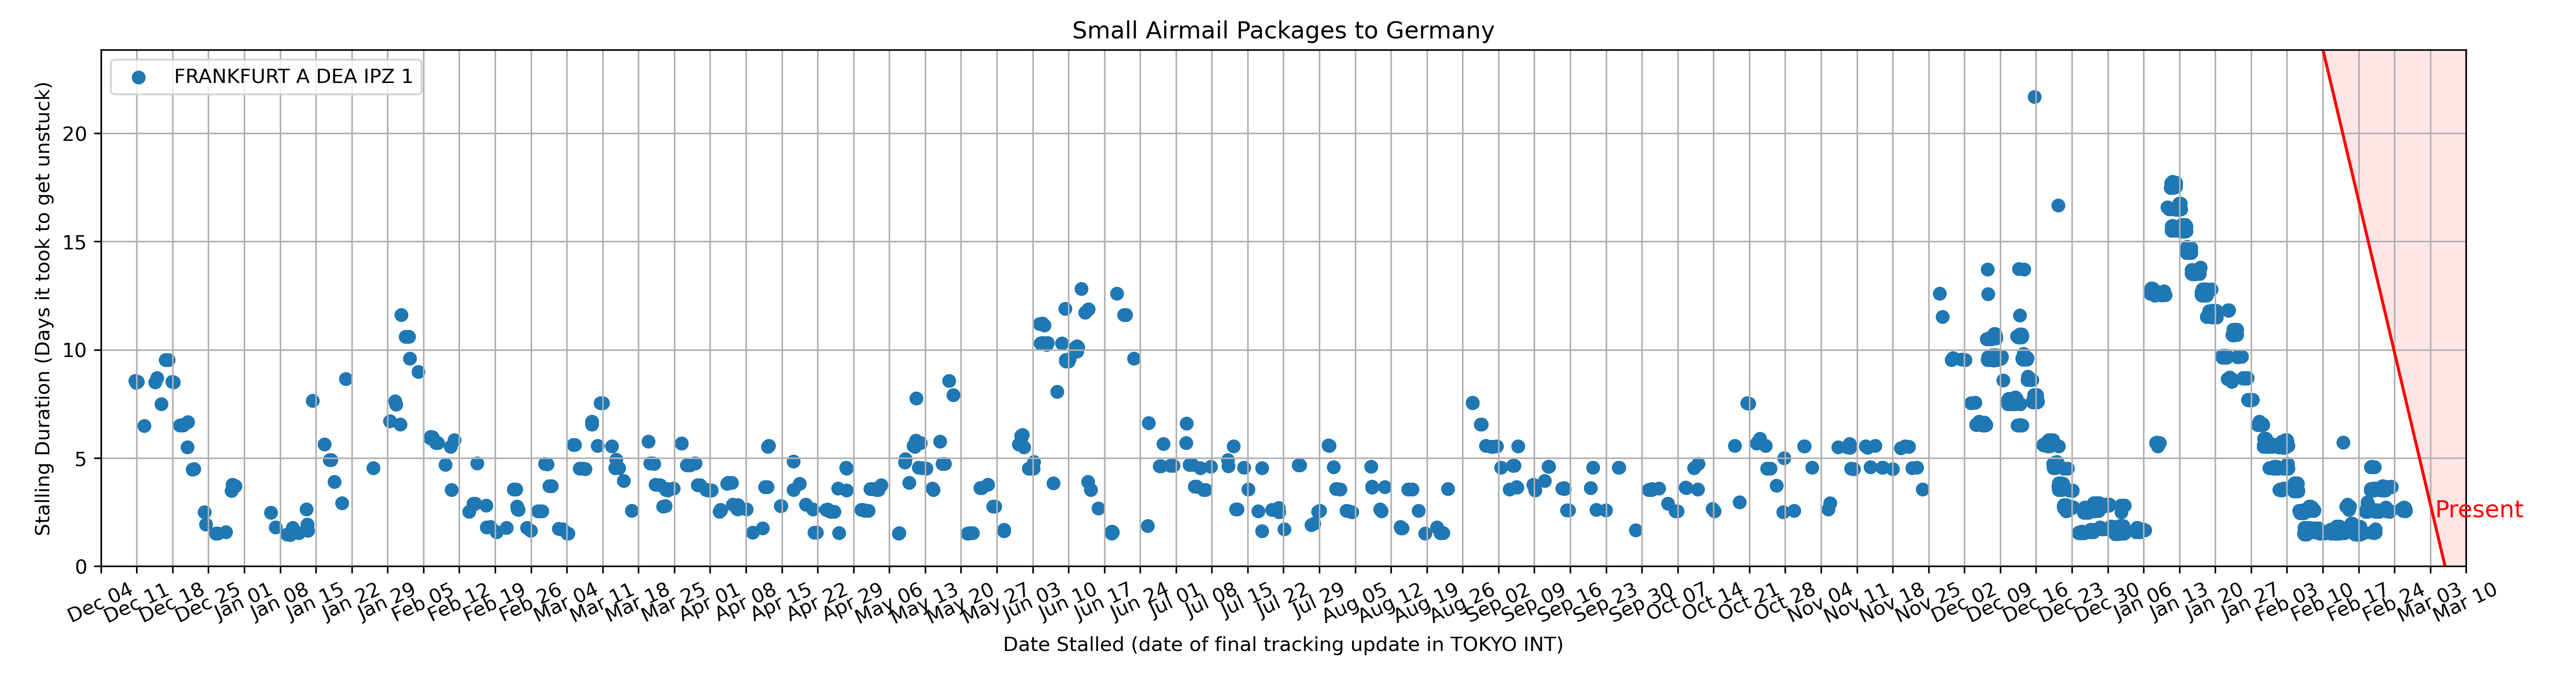 Small Airmail Packages to Germany
FRANKFURT A DEA IPZ 1
Stalling Duration (Days it took to get unstuck)
20
15
10
5
0
Present
Dec 04
Dec 11
Dec 18
Dec 25
Jan 01
Jan 08
Jan 15
Jan 22
Jan 29
Feb 05
Feb 12
Feb 19
Feb 26
Mar 04
Mar 11
Mar 18
Mar 25
Apr 01
Apr 08
Apr 15
Apr 22
Apr 29
May 06
May 13
May 20
May 27
Jun 03
Jun 10
Jun 17
Jun 24
Jul 01
Jul 08
Jul 15
Jul 22
Jul 29
Aug 05
Aug 12
Aug 19
Aug 26
Sep 02
Sep 09
Sep 16
Sep 23
Sep 30
Oct 07
Oct 14
Oct 21
Oct 28
Nov 04
Nov 11
Nov 18
Nov 25
Dec 02
Dec 09
Dec 16
Dec 23
Dec 30
Jan 06
Jan 13
Jan 20
Jan 27
Feb 03
Feb 10
Feb 17
Feb 24
Mar 03
Mar 10
Date Stalled (date of final tracking update in TOKYO INT)